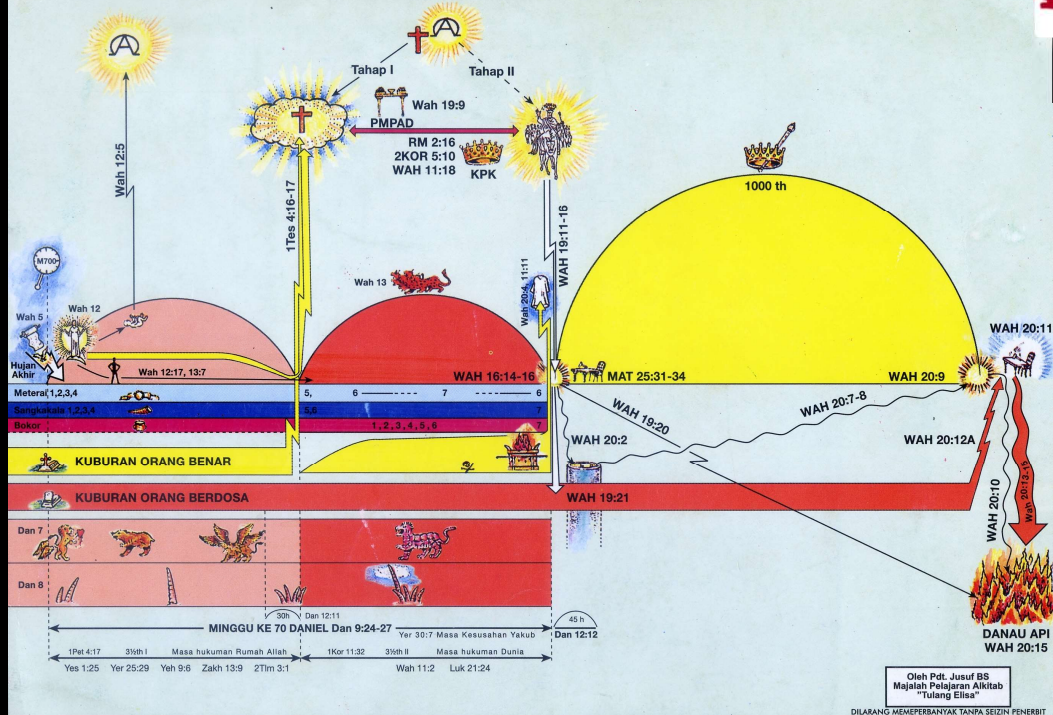 Tahap I
Tahap II
Wah 19:9
PMPAD
RM 2:16
2KOR 5:10
WAH 11:18
KPK
Wah 12:5
1Tes 4:16-17
WAH 19:11-16
1000 th
M700
Wah 5
Wah 12
Wah 13
Wah 20:4, 11:11
WAH 20:11
Hujan
Akhir
Wah 12:17, 13:7
WAH 16:14-16
MAT 25:31-34
WAH 20:9
Meterai 1,2,3,4
5,
6
7
6
Sangkakala 1,2,3,4
5,6
7
Bokor
1,2,3,4,5,6
7
WAH 19:20
WAH 20:7-8
WAH 20:2
WAH 20:12A
KUBURAN ORANG BENAR
KUBURAN ORANG BERDOSA
WAH 19:21
WAH 20:10
Dan 7
Dan 8
30h
Dan 12:11
MINGGU KE 70 DANIEL Dan 9:24-27
Yer 30:7 Masa Kesusahan Yakub
45 h
Dan 12:12
1Pet 4:17
3½th I
Masa hukuman Rumah Allah
1Kor 11:32
3½th II
Masa hukuman Dunia
Yes 1:25
Yer 25:29
Yeh 9:6
Zakh 13:9
2TIm 3:1
Wah 11:2
Luk 21:24
DANAU API
WAH 20:15
Oleh Pdt. Jusuf BS
Majalah Pelajaran Alkitab
"Tulang Elisa"
DILARANG MEMEPERBANYAK TANPA SEIZIN PENERBIT